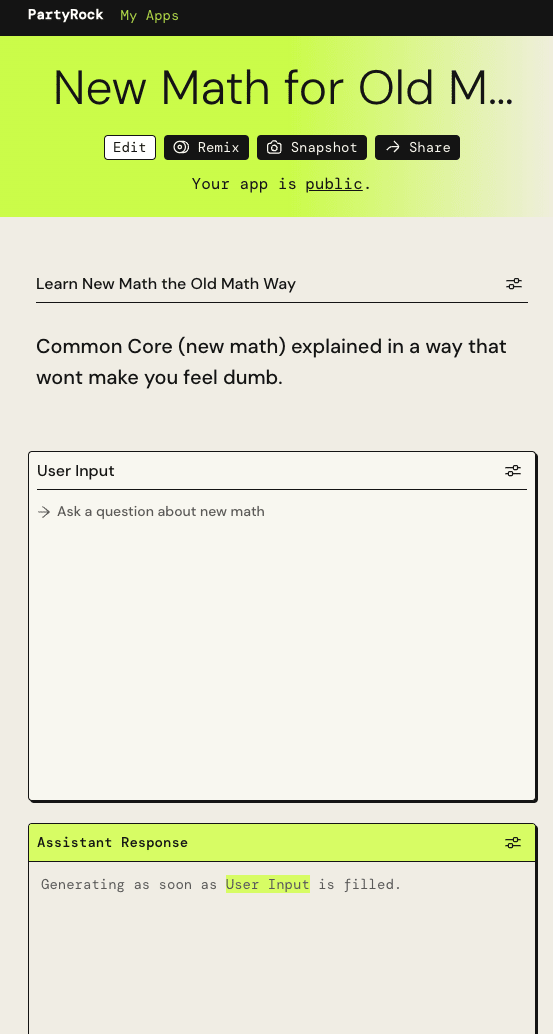 PartyRock My Apps
New Math for Old M...
Edit Remix Snapshot Share
Your app is public.
Learn New Math the Old Math Way
Common Core (new math) explained in a way that
wont make you feel dumb.
User Input
Ask a question about new math
Assistant Response
Generating as soon as User Input is filled.